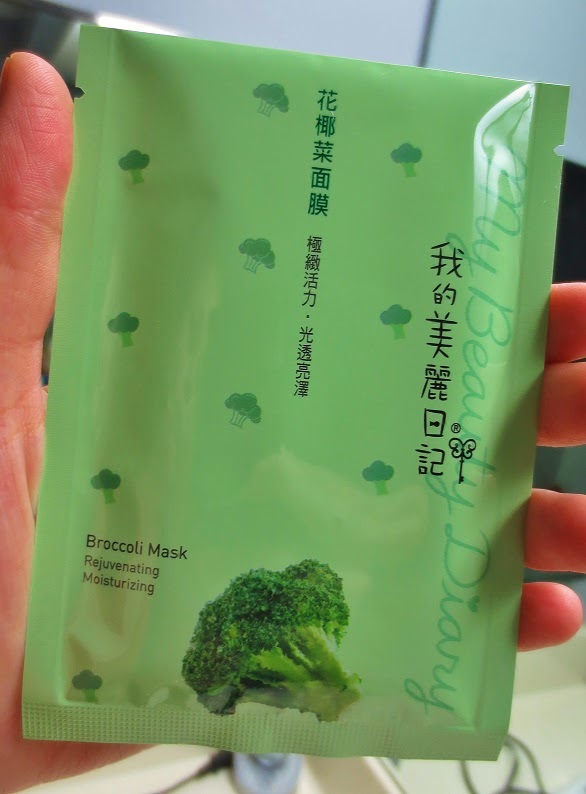 我的美麗日記®
My Beauty Diary
花椰菜面膜
極緻活力・光透亮澤
Broccoli Mask
Rejuvenating
Moisturizing